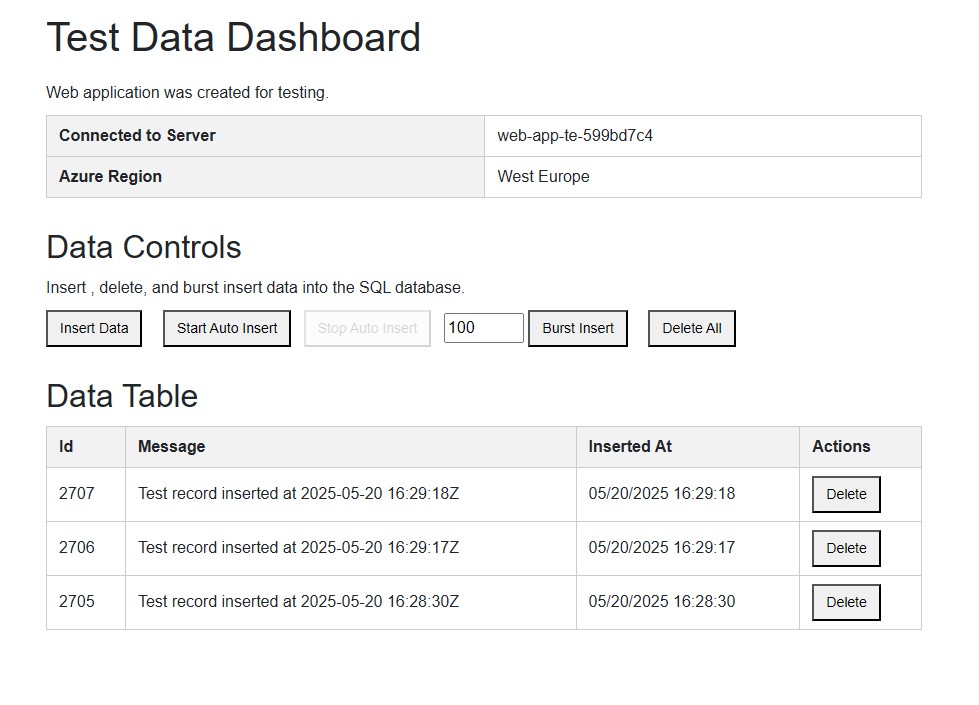 Test Data Dashboard
Web application was created for testing.
Connected to Server web-app-te-599bd7c4
Azure Region West Europe
Data Controls
Insert , delete, and burst insert data into the SQL database.
Insert Data Start Auto Insert Stop Auto Insert 100 Burst Insert Delete All
Data Table
Id Message Inserted At Actions
2707 Test record inserted at 2025-05-20 16:29:18Z 05/20/2025 16:29:18 Delete
2706 Test record inserted at 2025-05-20 16:29:17Z 05/20/2025 16:29:17 Delete
2705 Test record inserted at 2025-05-20 16:28:30Z 05/20/2025 16:28:30 Delete